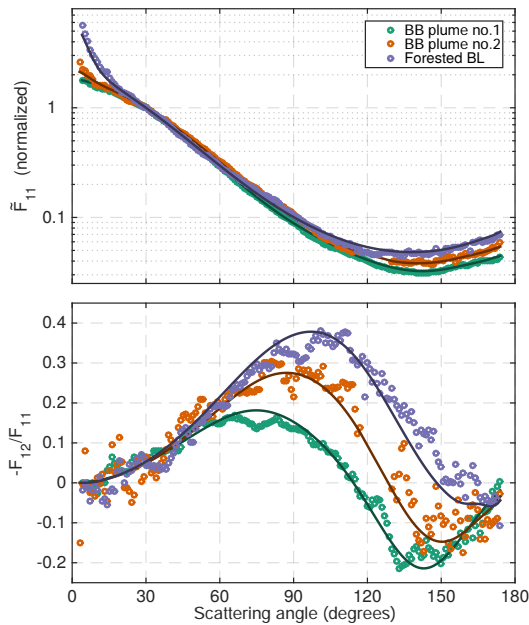 BB plume no.1
BB plume no.2
Forested BL
1
0.1
F̃11 (normalized)
0.4
0.3
0.2
0.1
0
-0.1
-0.2
-F12/F11
0 30 60 90 120 150 180
Scattering angle (degrees)